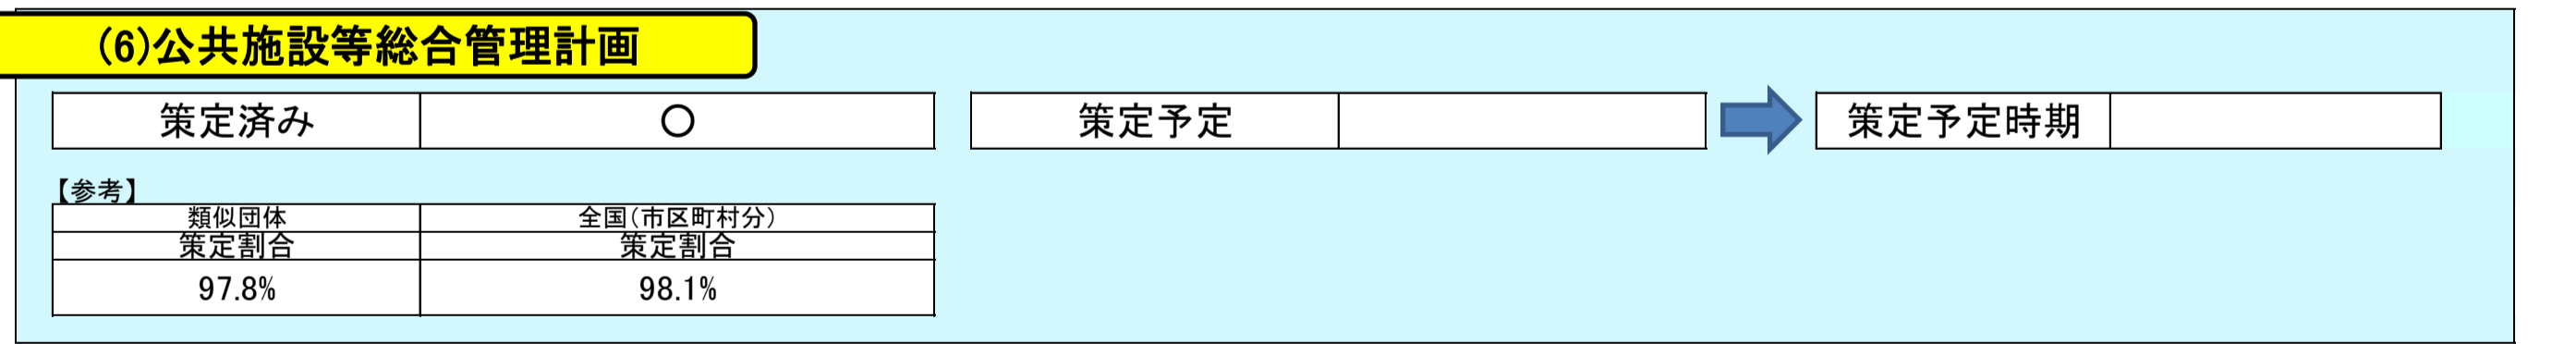 (6)公共施設等総合管理計画
策定済み ○ 策定予定 策定予定時期
【参考】
類似団体 全国(市区町村分)
策定割合 策定割合
97.8% 98.1%